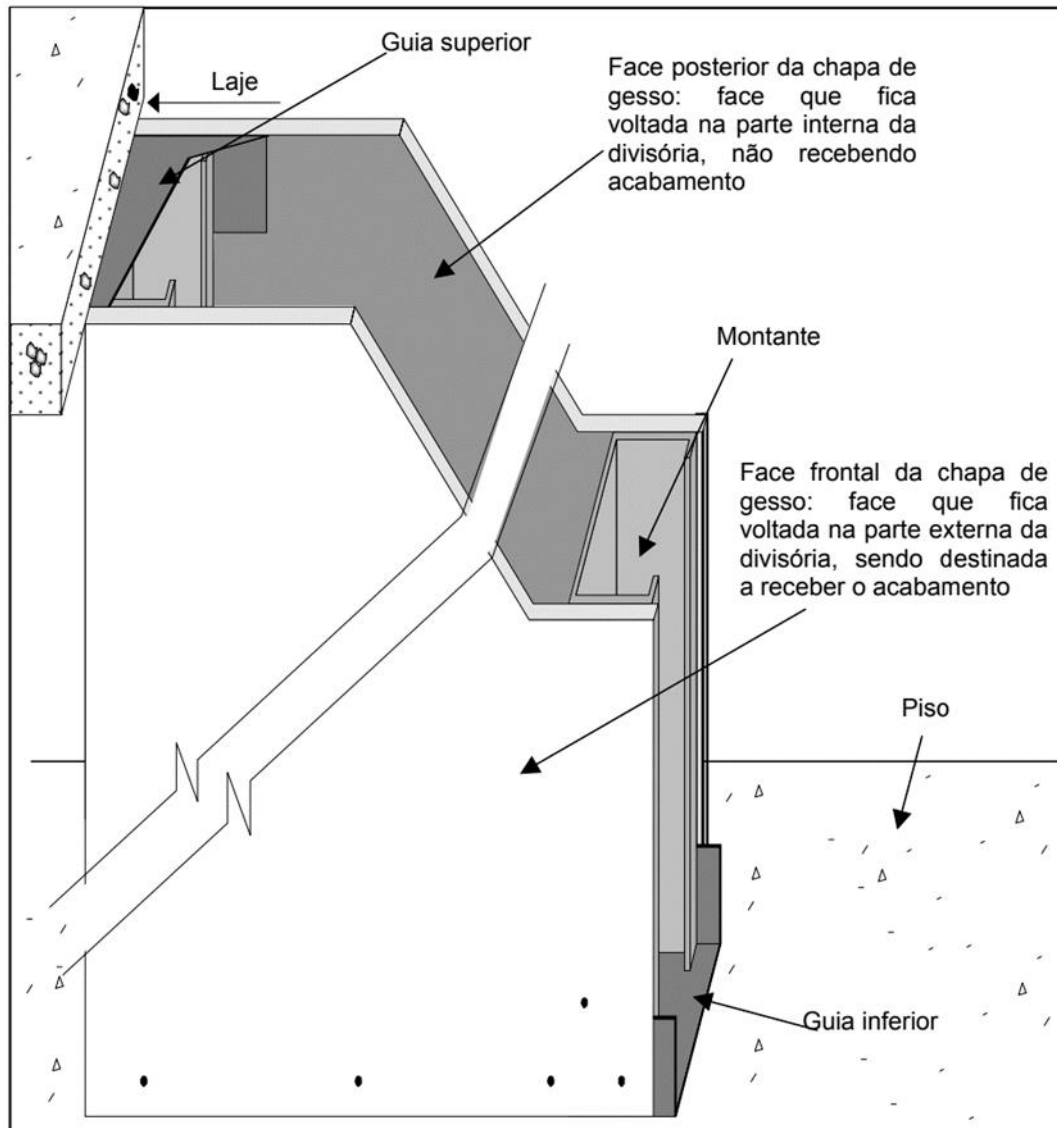 Guia superior
Laje
Face posterior da chapa de
gesso: face que fica
voltada na parte interna da
divisória, não recebendo
acabamento
Montante
Face frontal da chapa de
gesso: face que fica
voltada na parte externa da
divisória, sendo destinada
a receber o acabamento
Piso
Guia inferior